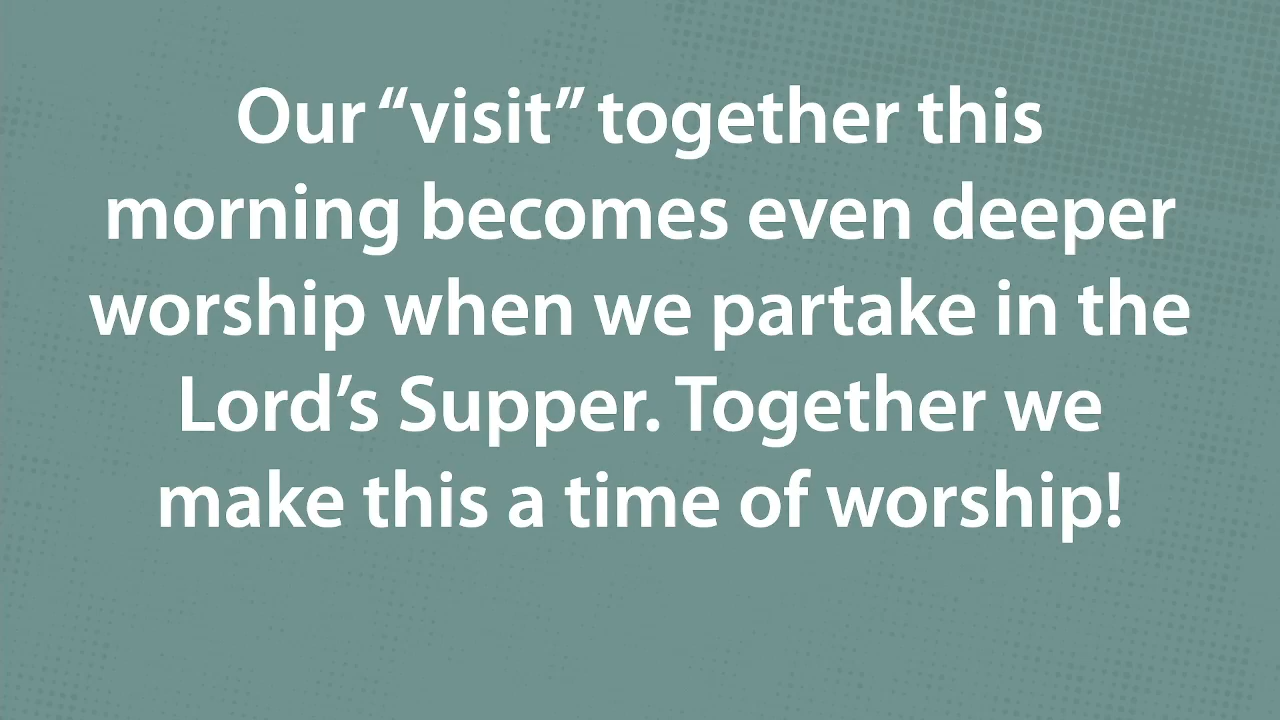 Our “visit” together this
morning becomes even deeper
worship when we partake in the
Lord’s Supper. Together we
make this a time of worship!